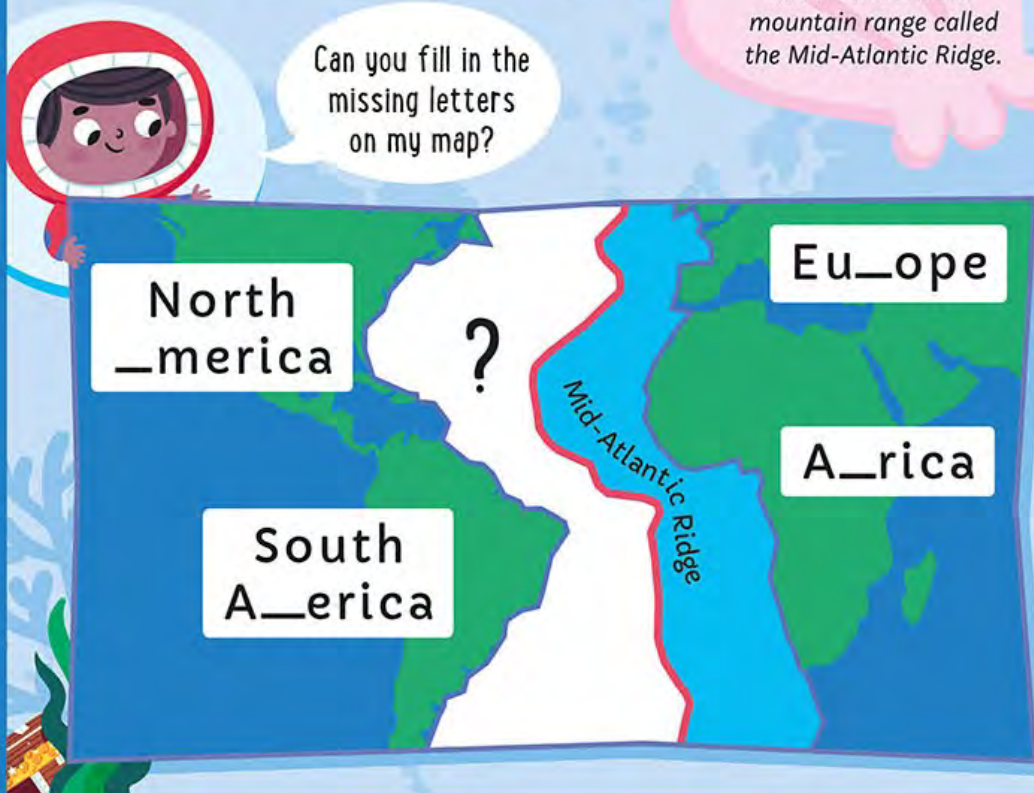 mountain range called
the Mid-Atlantic Ridge.
Can you fill in the
missing letters
on my map?
North
_merica
?
Eu_ope
Mid-Atlantic Ridge
A_rica
South
A_erica